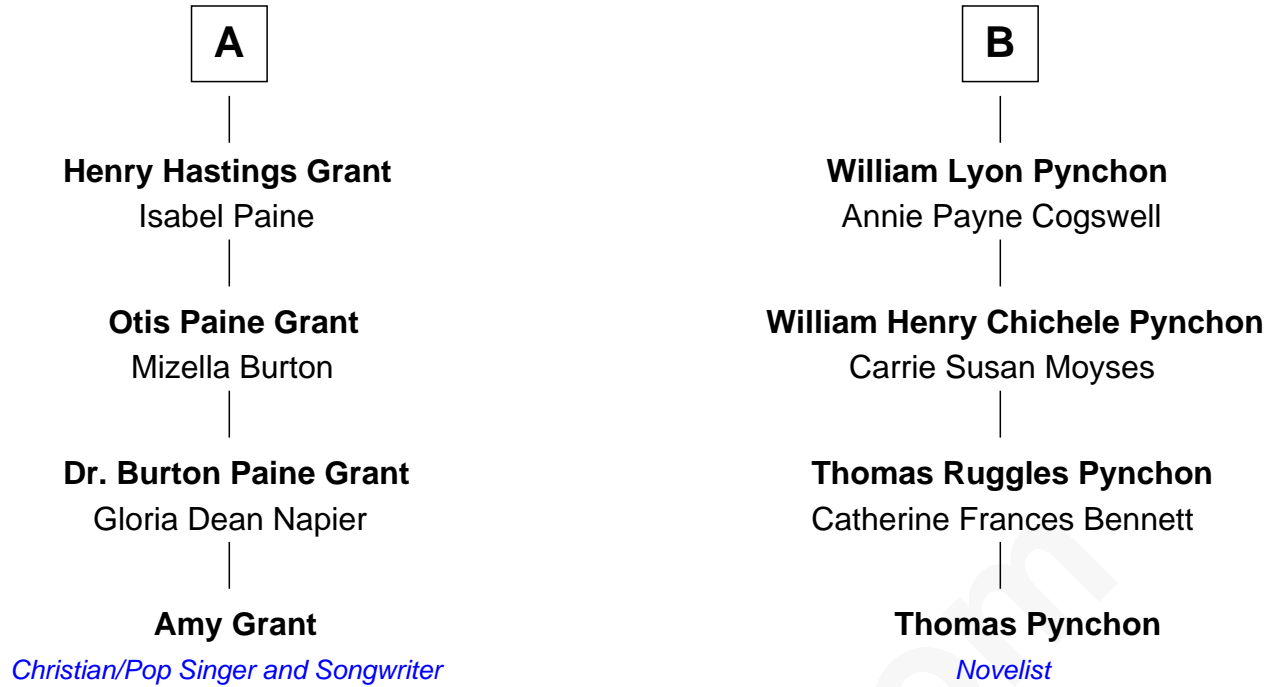 A
Henry Hastings Grant
Isabel Paine
Otis Paine Grant
Mizella Burton
Dr. Burton Paine Grant
Gloria Dean Napier
Amy Grant
Christian/Pop Singer and Songwriter
B
William Lyon Pynchon
Annie Payne Cogswell
William Henry Chichele Pynchon
Carrie Susan Moyses
Thomas Ruggles Pynchon
Catherine Frances Bennett
Thomas Pynchon
Novelist